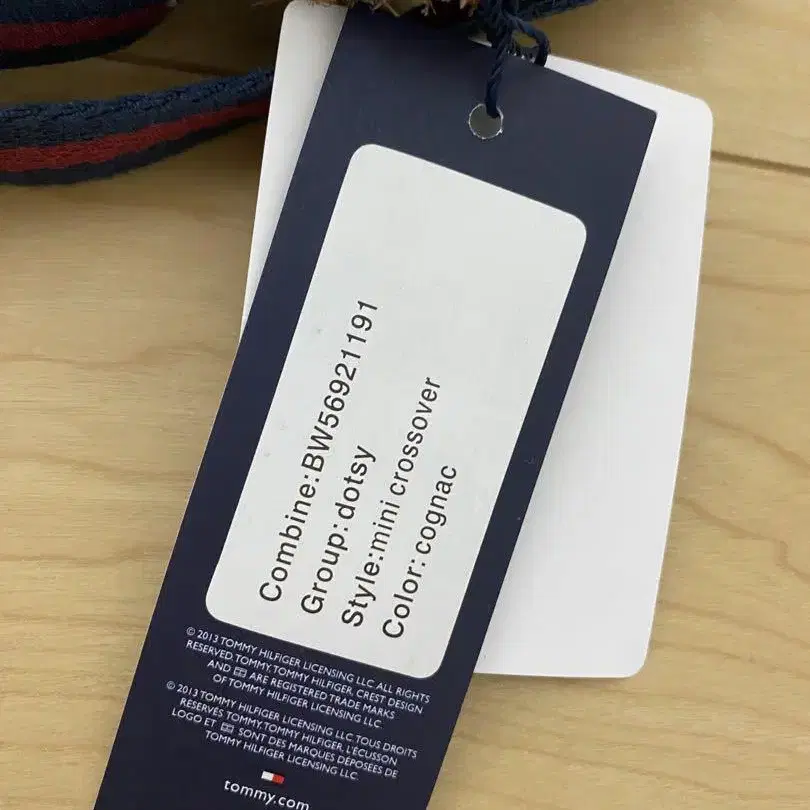 Combine:BW56921191
Group:dotsy
Style:mini crossover
Color:cognac
© 2013 TOMMY HILFIGER LICENSING LLC ALL RIGHTS
RESERVED.TOMMY,TOMMY HILFIGER, CREST DESIGN
AND ARE REGISTERED TRADE MARKS
OF TOMMY HILFIGER LICENSING LLC.
© 2013 TOMMY HILFIGER LICENSING LLC TOUS DROITS
RESERVÉS TOMMY,TOMMY HILFIGER, L'ÉCUSSON
LOGO ET SONT DES MARQUES DÉPOSÉES DE
TOMMY HILFIGER LICENSING LLC.
tommy.com